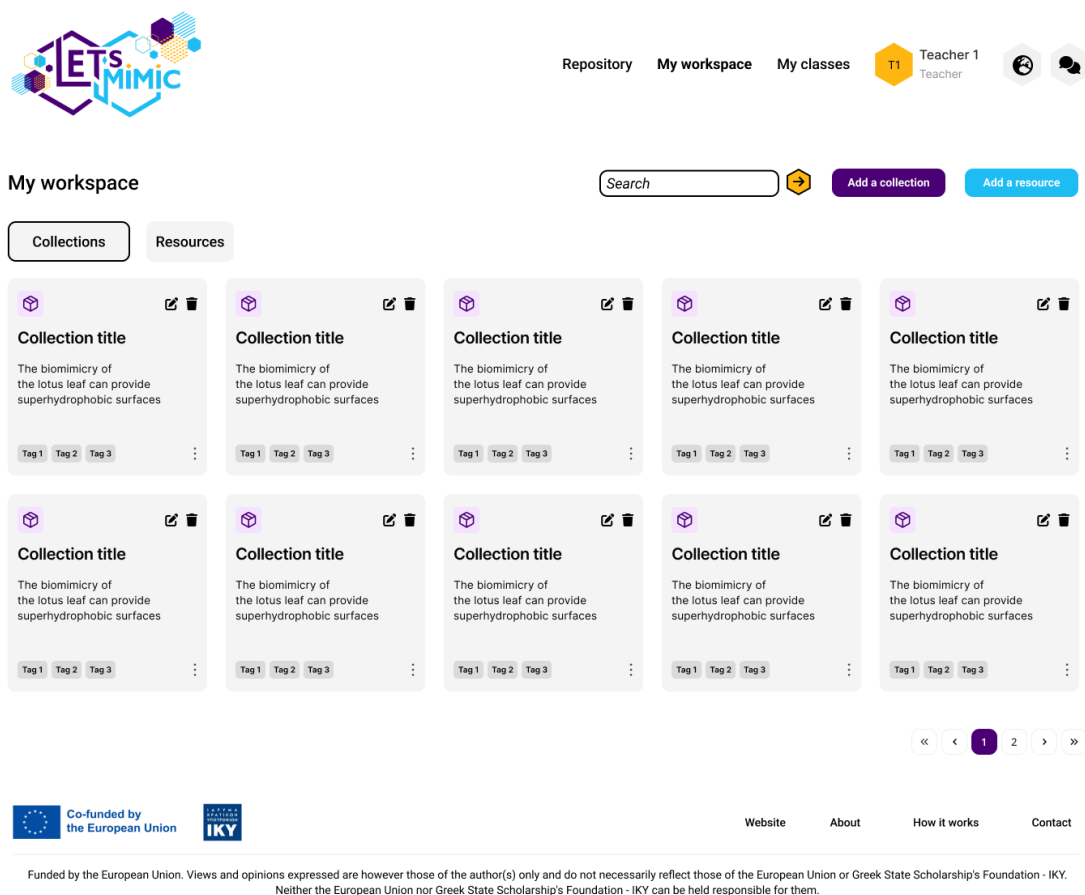 LET'S
MiMiC
Repository
My workspace
My classes
T1
Teacher 1
Teacher
My workspace
Search
Add a collection
Add a resource
Collections
Resources
Collection title
The biomimicry of
the lotus leaf can provide
superhydrophobic surfaces
Tag 1 Tag 2 Tag 3
Collection title
The biomimicry of
the lotus leaf can provide
superhydrophobic surfaces
Tag 1 Tag 2 Tag 3
Collection title
The biomimicry of
the lotus leaf can provide
superhydrophobic surfaces
Tag 1 Tag 2 Tag 3
Collection title
The biomimicry of
the lotus leaf can provide
superhydrophobic surfaces
Tag 1 Tag 2 Tag 3
Collection title
The biomimicry of
the lotus leaf can provide
superhydrophobic surfaces
Tag 1 Tag 2 Tag 3
Collection title
The biomimicry of
the lotus leaf can provide
superhydrophobic surfaces
Tag 1 Tag 2 Tag 3
Collection title
The biomimicry of
the lotus leaf can provide
superhydrophobic surfaces
Tag 1 Tag 2 Tag 3
Collection title
The biomimicry of
the lotus leaf can provide
superhydrophobic surfaces
Tag 1 Tag 2 Tag 3
Collection title
The biomimicry of
the lotus leaf can provide
superhydrophobic surfaces
Tag 1 Tag 2 Tag 3
Collection title
The biomimicry of
the lotus leaf can provide
superhydrophobic surfaces
Tag 1 Tag 2 Tag 3
« ‹ 1 2 › »
Co-funded by
the European Union
ΙΔΡΥΜΑ
ΚΡΑΤΙΚΩΝ
ΥΠΟΤΡΟΦΙΩΝ
IKY
Website
About
How it works
Contact
Funded by the European Union. Views and opinions expressed are however those of the author(s) only and do not necessarily reflect those of the European Union or Greek State Scholarship's Foundation - IKY.
Neither the European Union nor Greek State Scholarship's Foundation - IKY can be held responsible for them.